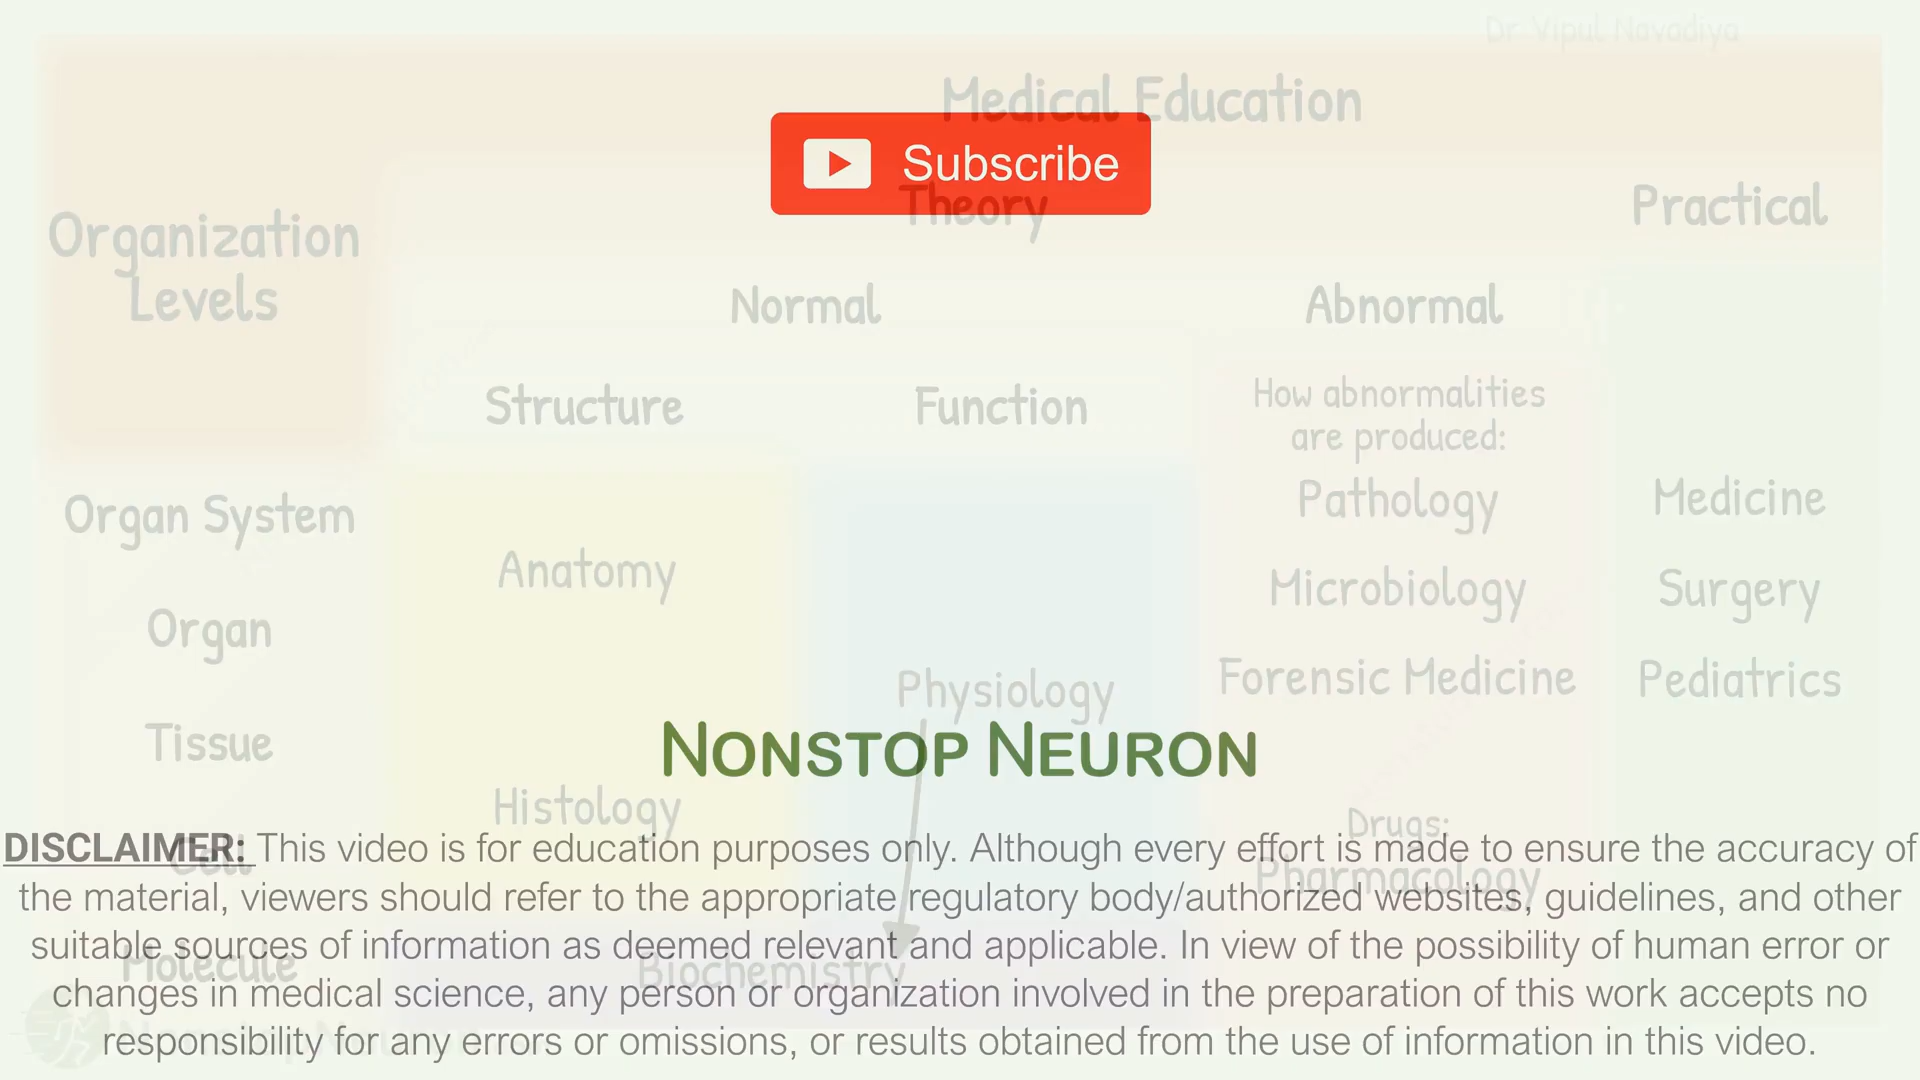 Dr Vipul Navadiya
Medical Education
Subscribe
Theory
Practical
Organization
Levels
Normal
Abnormal
Structure
Function
How abnormalities
are produced:
Organ System
Pathology
Medicine
Anatomy
Microbiology
Surgery
Organ
Physiology
Forensic Medicine
Pediatrics
Tissue
NONSTOP NEURON
Histology
Drugs:
Pharmacology
Cell
DISCLAIMER: This video is for education purposes only. Although every effort is made to ensure the accuracy of
the material, viewers should refer to the appropriate regulatory body/authorized websites, guidelines, and other
suitable sources of information as deemed relevant and applicable. In view of the possibility of human error or
changes in medical science, any person or organization involved in the preparation of this work accepts no
responsibility for any errors or omissions, or results obtained from the use of information in this video.
Molecule
Biochemistry
Nonstop Neuron